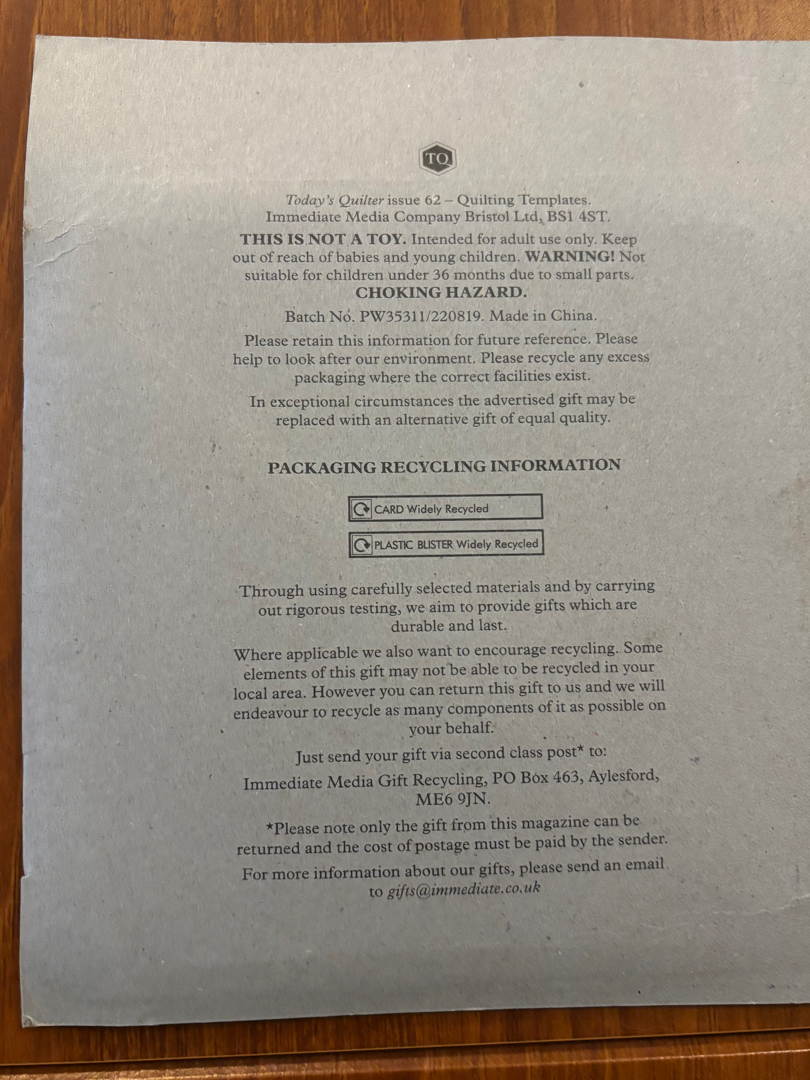 TQ
Today's Quilter issue 62 – Quilting Templates.
Immediate Media Company Bristol Ltd, BS1 4ST.
THIS IS NOT A TOY. Intended for adult use only. Keep
out of reach of babies and young children. WARNING! Not
suitable for children under 36 months due to small parts.
CHOKING HAZARD.
Batch No. PW35311/220819. Made in China.
Please retain this information for future reference. Please
help to look after our environment. Please recycle any excess
packaging where the correct facilities exist.
In exceptional circumstances the advertised gift may be
replaced with an alternative gift of equal quality.
PACKAGING RECYCLING INFORMATION
CARD Widely Recycled
PLASTIC BLISTER Widely Recycled
Through using carefully selected materials and by carrying
out rigorous testing, we aim to provide gifts which are
durable and last.
Where applicable we also want to encourage recycling. Some
elements of this gift may not be able to be recycled in your
local area. However you can return this gift to us and we will
endeavour to recycle as many components of it as possible on
your behalf.
Just send your gift via second class post* to:
Immediate Media Gift Recycling, PO Box 463, Aylesford,
ME6 9JN.
*Please note only the gift from this magazine can be
returned and the cost of postage must be paid by the sender.
For more information about our gifts, please send an email
to gifts@immediate.co.uk